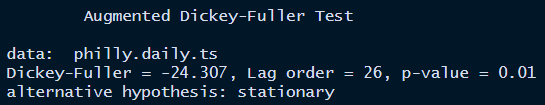 Augmented Dickey-Fuller Test
data:  philly.daily.ts
Dickey-Fuller = -24.307, Lag order = 26, p-value = 0.01
alternative hypothesis: stationary